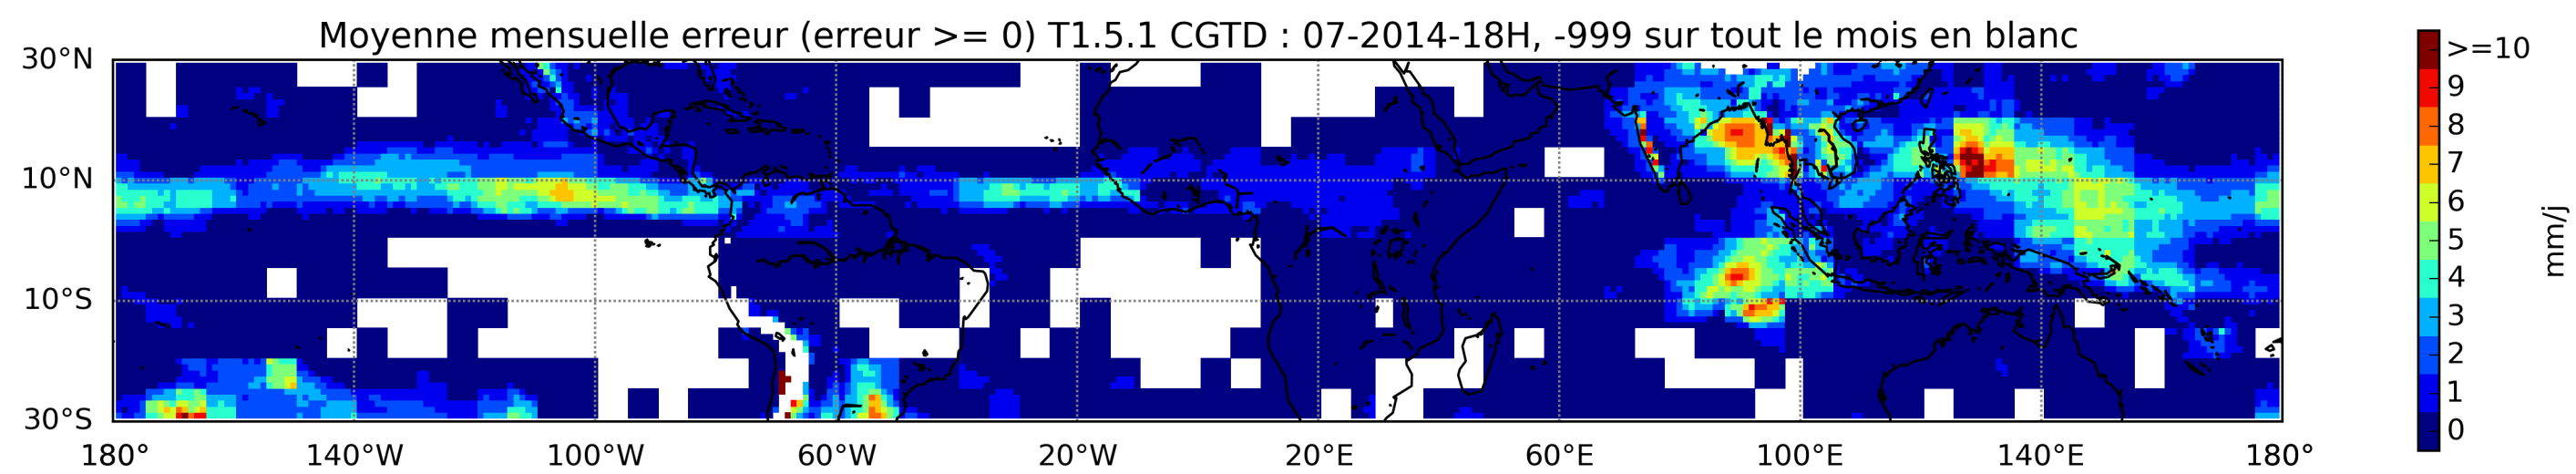 Moyenne mensuelle erreur (erreur >= 0) T1.5.1 CGTD : 07-2014-18H, -999 sur tout le mois en blanc
30°N
10°N
10°S
30°S
180° 140°W 100°W 60°W 20°W 20°E 60°E 100°E 140°E 180°
>=10
9
8
7
6
5
4
3
2
1
0
mm/j